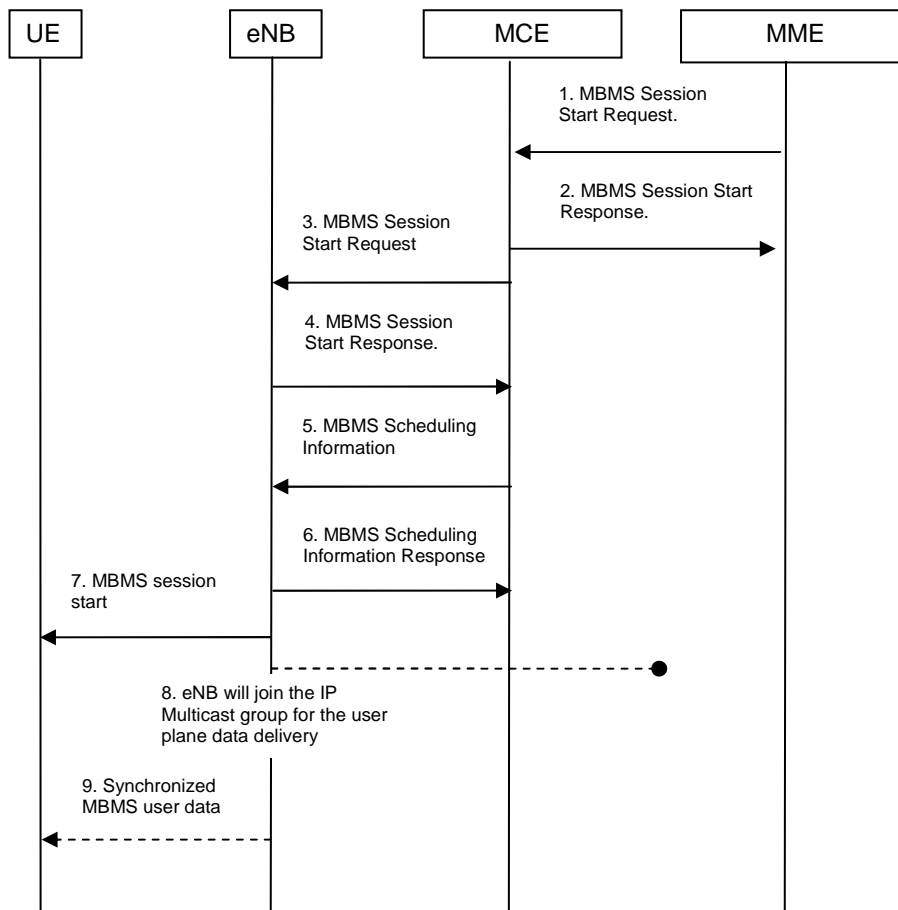 UE
eNB
MCE
MME
1. MBMS Session
Start Request.
2. MBMS Session Start
Response.
3. MBMS Session
Start Request
4. MBMS Session
Start Response.
5. MBMS Scheduling
Information
6. MBMS Scheduling
Information Response
7. MBMS session
start
8. eNB will join the IP
Multicast group for the user
plane data delivery
9. Synchronized
MBMS user data